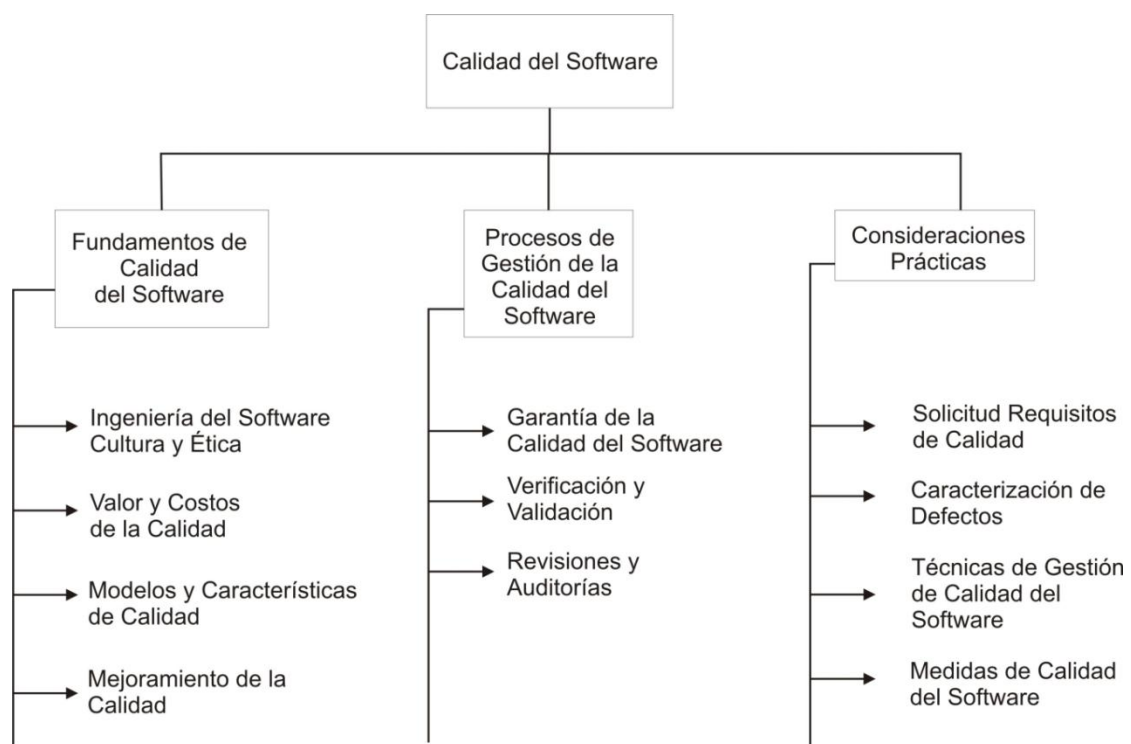 Calidad del Software
Fundamentos de
Calidad
del Software
Ingeniería del Software
Cultura y Ética
Valor y Costos
de la Calidad
Modelos y Características
de Calidad
Mejoramiento de la
Calidad
Procesos de
Gestión de la
Calidad del
Software
Garantía de la
Calidad del Software
Verificación y
Validación
Revisiones y
Auditorías
Consideraciones
Prácticas
Solicitud Requisitos
de Calidad
Caracterización de
Defectos
Técnicas de Gestión
de Calidad del
Software
Medidas de Calidad
del Software